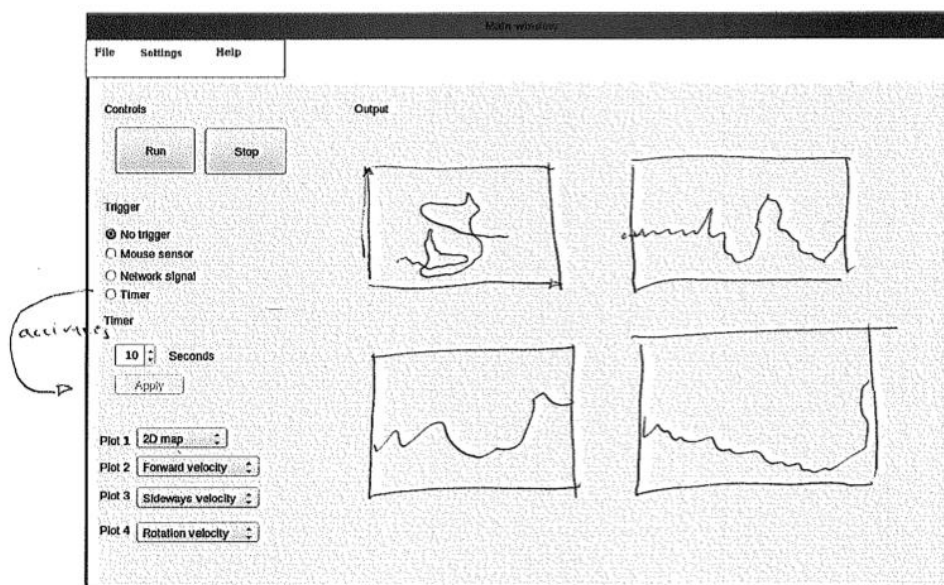 Main window
File Settings Help
Controls
Output
Run Stop
Trigger
No trigger
Mouse sensor
Network signal
Timer
activates
Timer
10 Seconds
Apply
Plot 1 2D map
Plot 2 Forward velocity
Plot 3 Sideways velocity
Plot 4 Rotation velocity